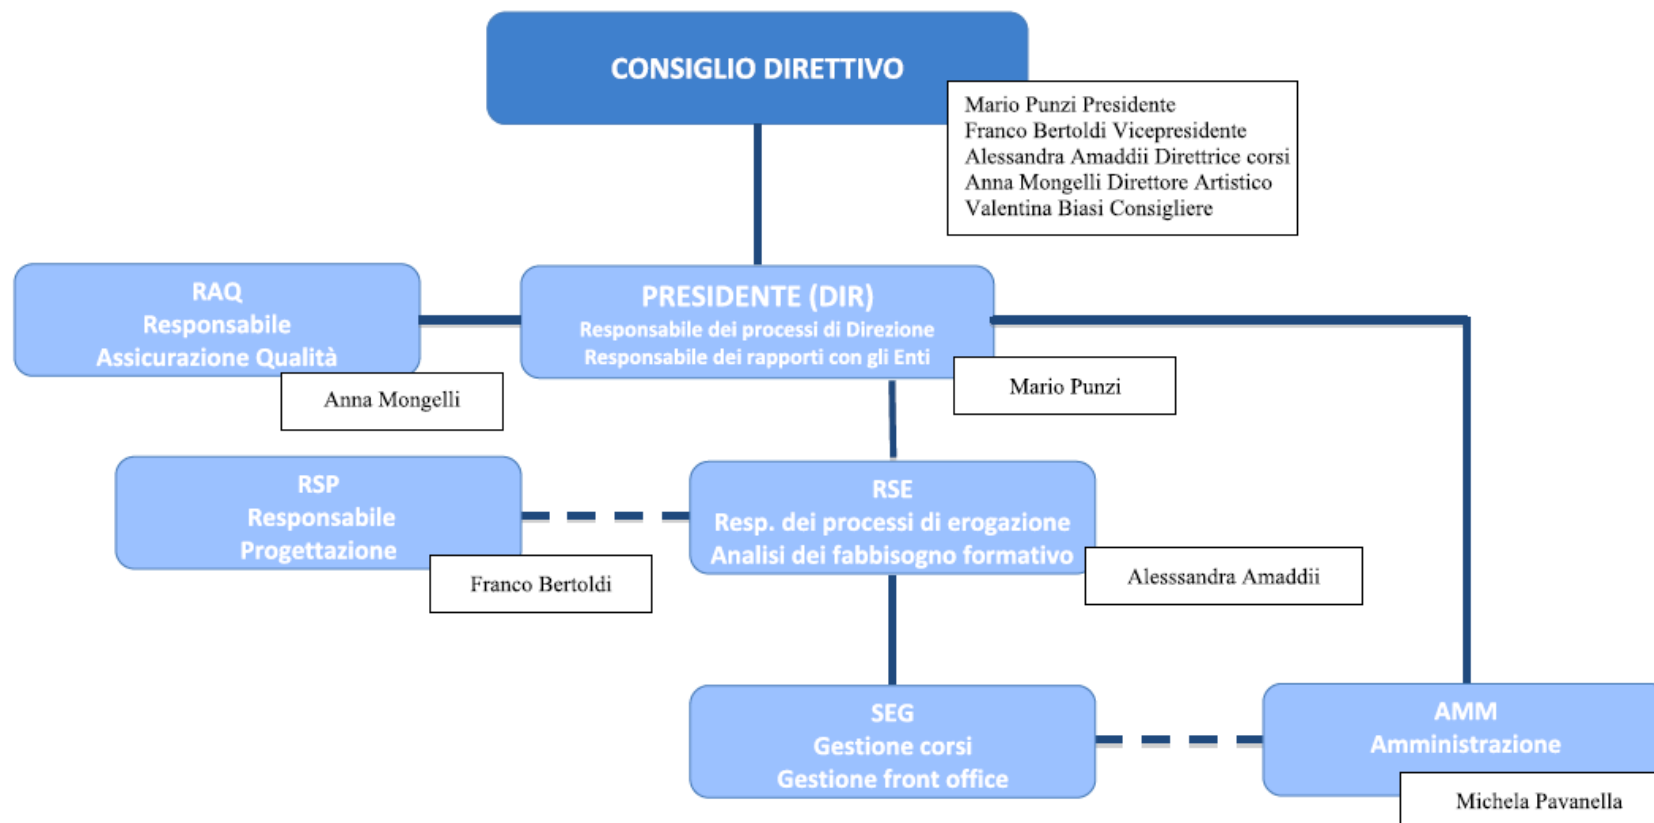 CONSIGLIO DIRETTIVO
Mario Punzi Presidente
Franco Bertoldi Vicepresidente
Alessandra Amaddii Direttrice corsi
Anna Mongelli Direttore Artistico
Valentina Biasi Consigliere
RAQ
Responsabile
Assicurazione Qualità
Anna Mongelli
PRESIDENTE (DIR)
Responsabile dei processi di Direzione
Responsabile dei rapporti con gli Enti
Mario Punzi
RSP
Responsabile
Progettazione
Franco Bertoldi
RSE
Resp. dei processi di erogazione
Analisi dei fabbisogno formativo
Alesssandra Amaddii
SEG
Gestione corsi
Gestione front office
AMM
Amministrazione
Michela Pavanella